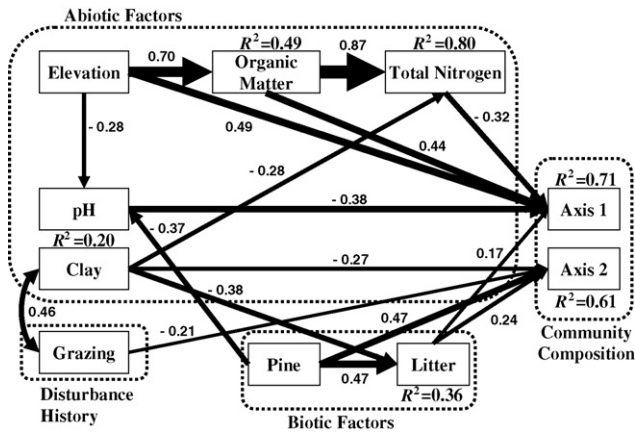 Abiotic Factors
R²=0.49
R²=0.80
Elevation
0.70
Organic
Matter
0.87
Total Nitrogen
- 0.28
0.49
0.44
- 0.32
- 0.28
R²=0.71
pH
- 0.38
Axis 1
R²=0.20
- 0.37
Clay
- 0.27
0.17
Axis 2
- 0.38
R²=0.61
0.46
- 0.21
0.47
0.24
Community
Composition
Grazing
Pine
0.47
Litter
R²=0.36
Disturbance
History
Biotic Factors